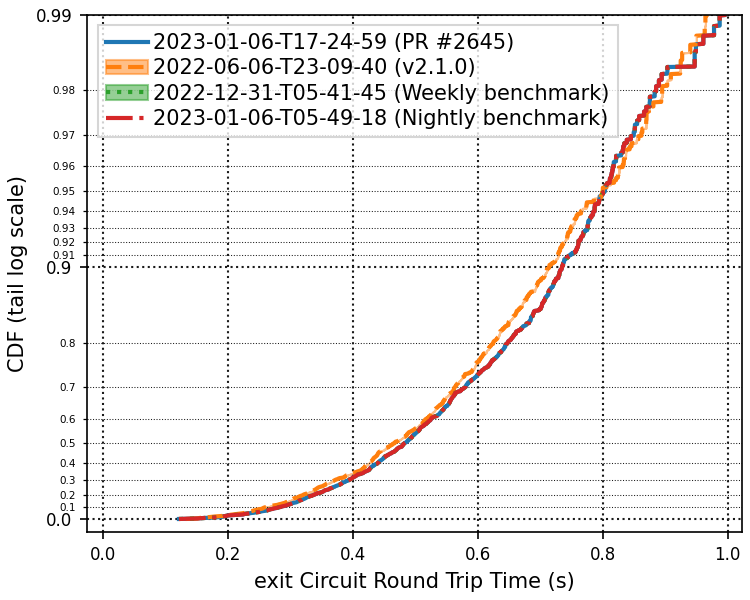 0.99
2023-01-06-T17-24-59 (PR #2645)
2022-06-06-T23-09-40 (v2.1.0)
2022-12-31-T05-41-45 (Weekly benchmark)
2023-01-06-T05-49-18 (Nightly benchmark)
0.98
0.97
0.96
0.95
0.94
0.93
0.92
0.91
0.9
0.8
0.7
0.6
0.5
0.4
0.3
0.2
0.1
0.0
CDF (tail log scale)
0.0 0.2 0.4 0.6 0.8 1.0
exit Circuit Round Trip Time (s)